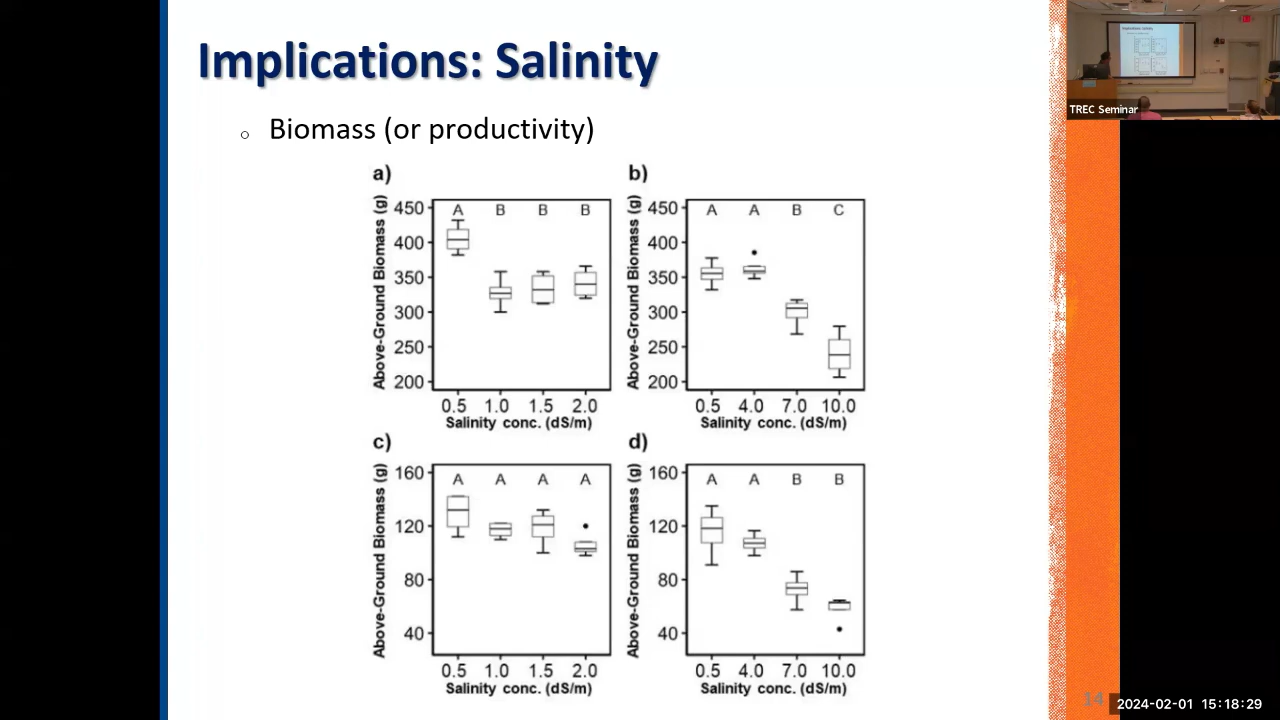 Implications: Salinity
TREC Seminar
○ Biomass (or productivity)
a)
Above-Ground Biomass (g)
450
400
350
300
250
200
A B B B
0.5 1.0 1.5 2.0
Salinity conc. (dS/m)
b)
Above-Ground Biomass (g)
450
400
350
300
250
200
A A B C
0.5 4.0 7.0 10.0
Salinity conc. (dS/m)
c)
Above-Ground Biomass (g)
160
120
80
40
A A A A
0.5 1.0 1.5 2.0
Salinity conc. (dS/m)
d)
Above-Ground Biomass (g)
160
120
80
40
A A B B
0.5 4.0 7.0 10.0
Salinity conc. (dS/m)
14
2024-02-01 15:18:29